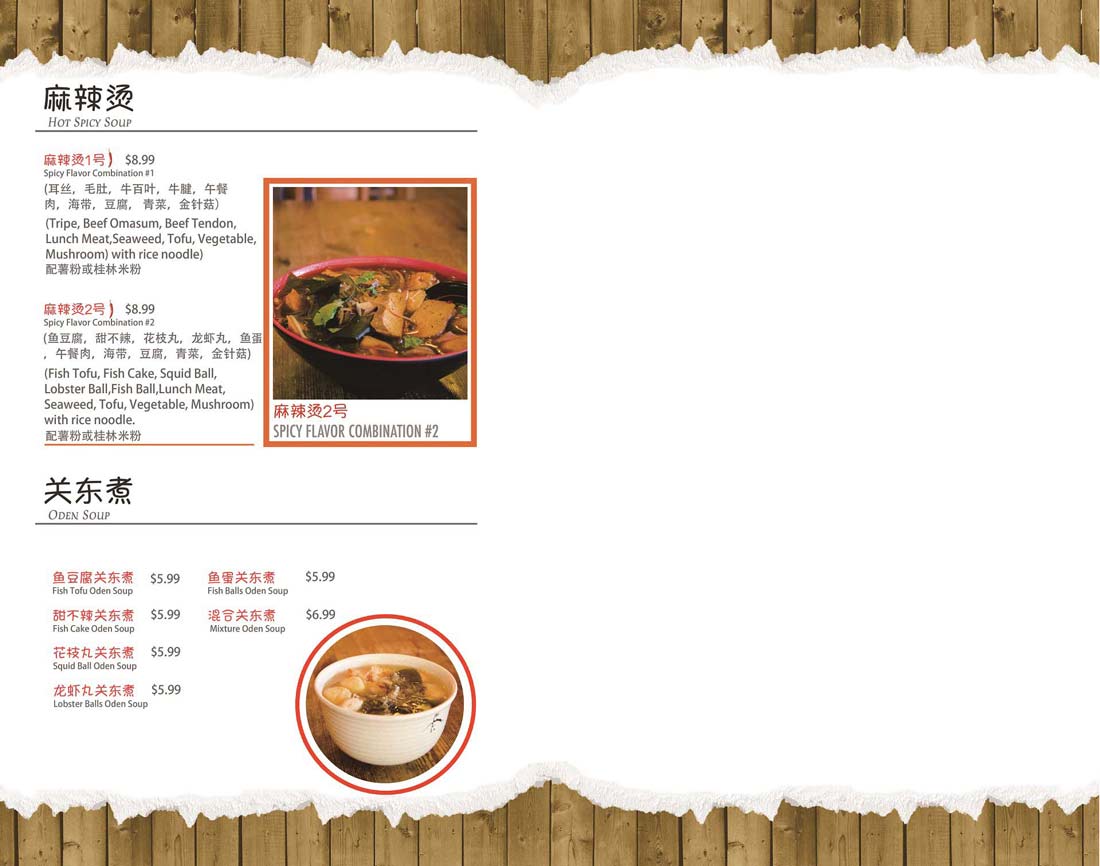 麻辣烫
Hot Spicy Soup
麻辣烫1号) $8.99
Spicy Flavor Combination #1
(耳丝，毛肚，牛百叶，牛腱，午餐
肉，海带，豆腐，青菜，金针菇)
(Tripe, Beef Omasum, Beef Tendon,
Lunch Meat,Seaweed, Tofu, Vegetable,
Mushroom) with rice noodle)
配薯粉或桂林米粉
麻辣烫2号) $8.99
Spicy Flavor Combination #2
(鱼豆腐，甜不辣，花枝丸，龙虾丸，鱼蛋
，午餐肉，海带，豆腐，青菜，金针菇)
(Fish Tofu, Fish Cake, Squid Ball,
Lobster Ball,Fish Ball,Lunch Meat,
Seaweed, Tofu, Vegetable, Mushroom)
with rice noodle.
配薯粉或桂林米粉
麻辣烫2号
SPICY FLAVOR COMBINATION #2
关东煮
Oden Soup
鱼豆腐关东煮 $5.99
Fish Tofu Oden Soup
甜不辣关东煮 $5.99
Fish Cake Oden Soup
花枝丸关东煮 $5.99
Squid Ball Oden Soup
龙虾丸关东煮 $5.99
Lobster Balls Oden Soup
鱼蛋关东煮 $5.99
Fish Balls Oden Soup
混合关东煮 $6.99
Mixture Oden Soup